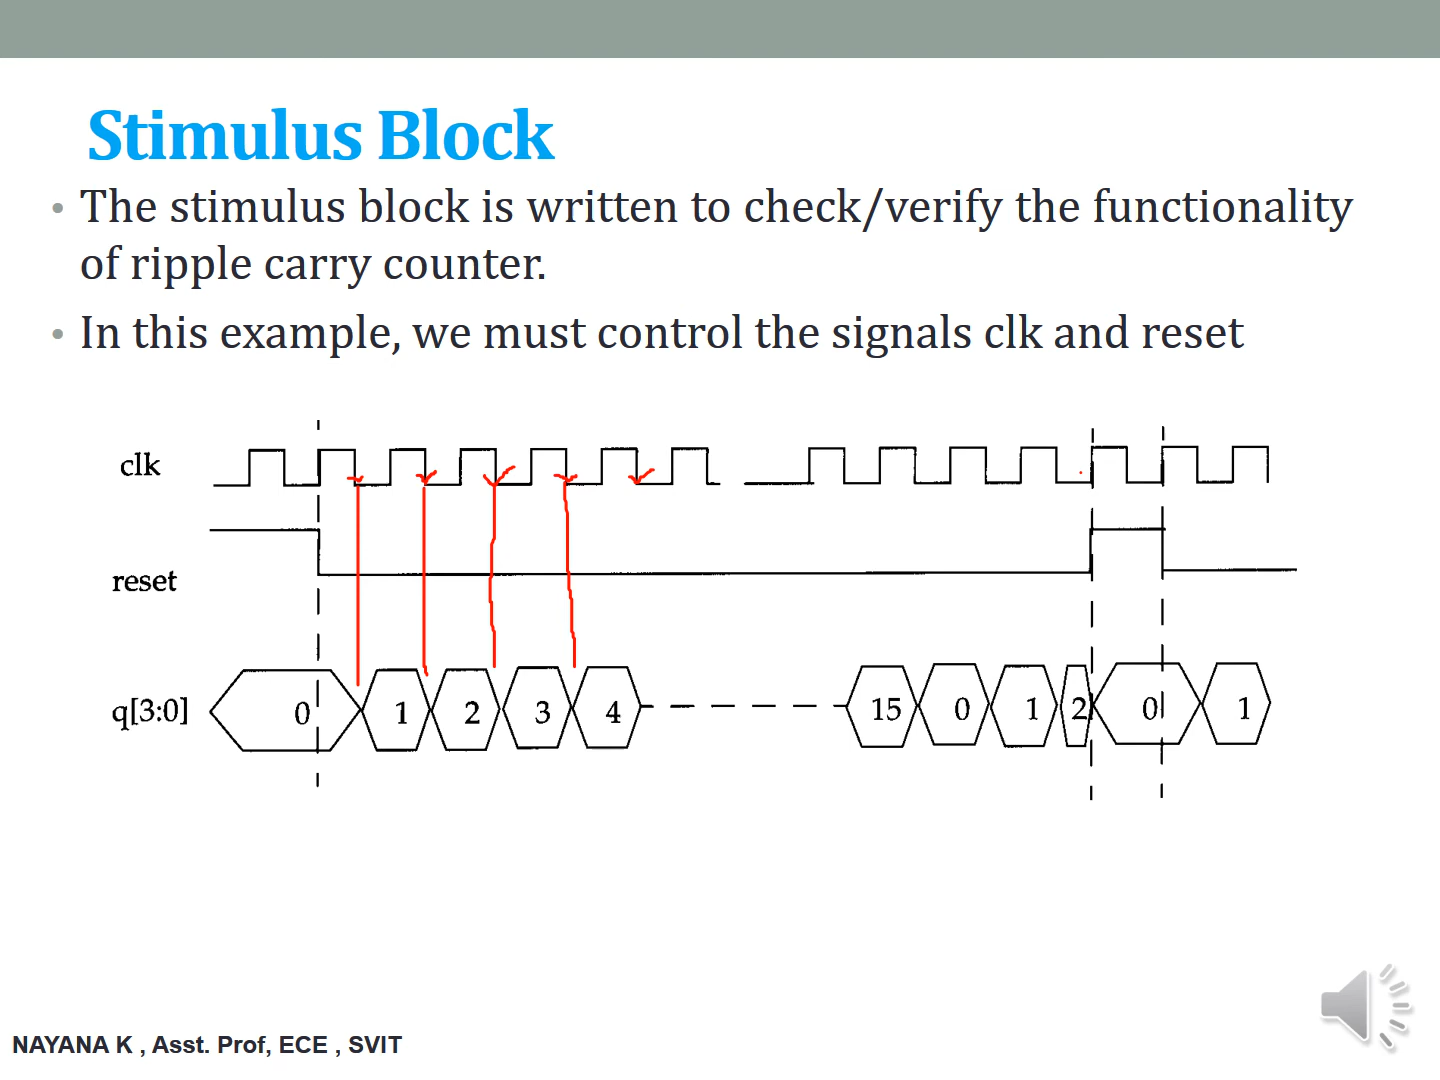 Stimulus Block
• The stimulus block is written to check/verify the functionality
of ripple carry counter.
• In this example, we must control the signals clk and reset
clk
reset
q[3:0] 0 1 2 3 4 15 0 1 2 0 1
NAYANA K , Asst. Prof, ECE , SVIT